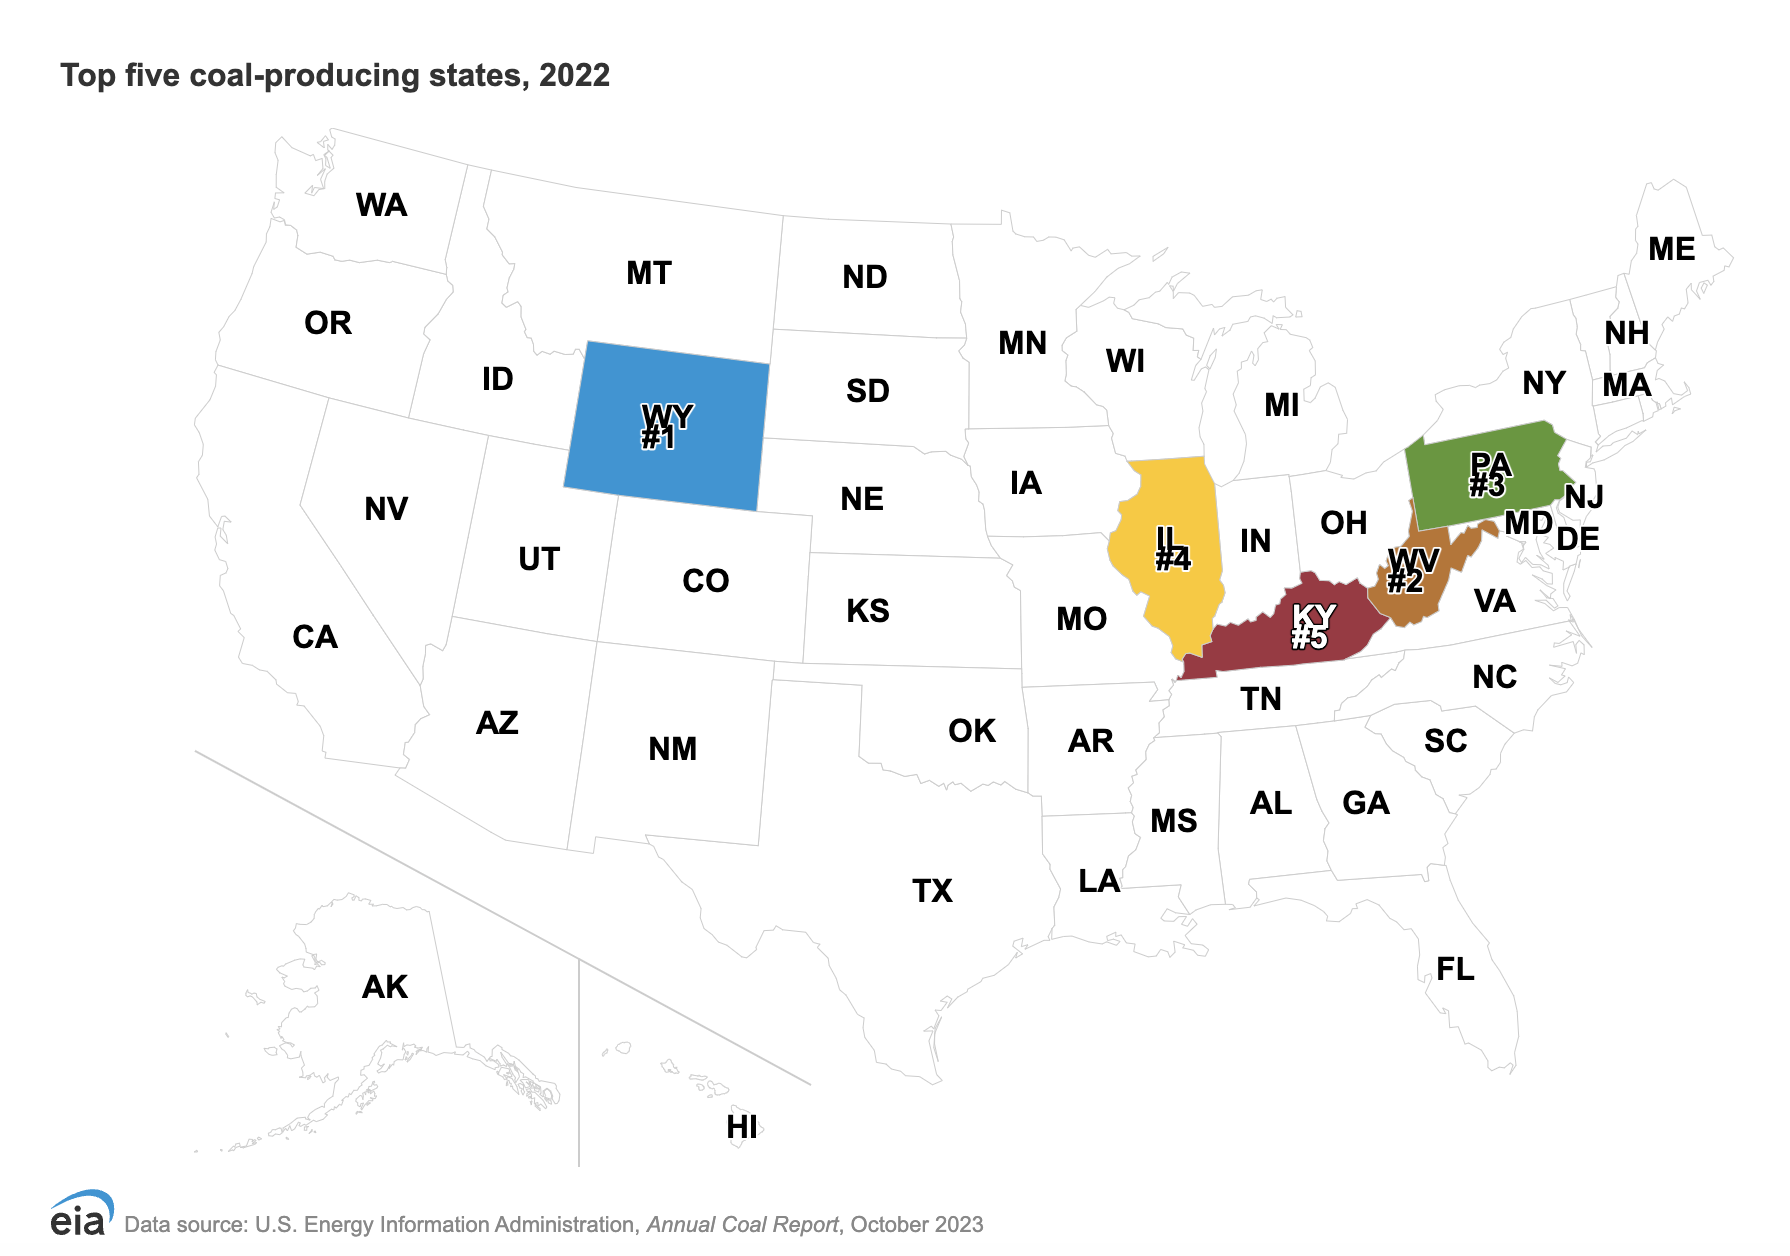 Top five coal-producing states, 2022
WA
MT
ND
ME
OR
MN
NH
ID
WI
NY
MA
SD
MI
WY
#1
PA
#3
IA
NE
NJ
NV
MD
OH
IN
DE
IL
#4
UT
WV
#2
CO
VA
KS
KY
#5
MO
CA
NC
TN
AZ
OK
AR
SC
NM
AL
GA
MS
LA
TX
FL
AK
HI
eia
Data source: U.S. Energy Information Administration, Annual Coal Report, October 2023